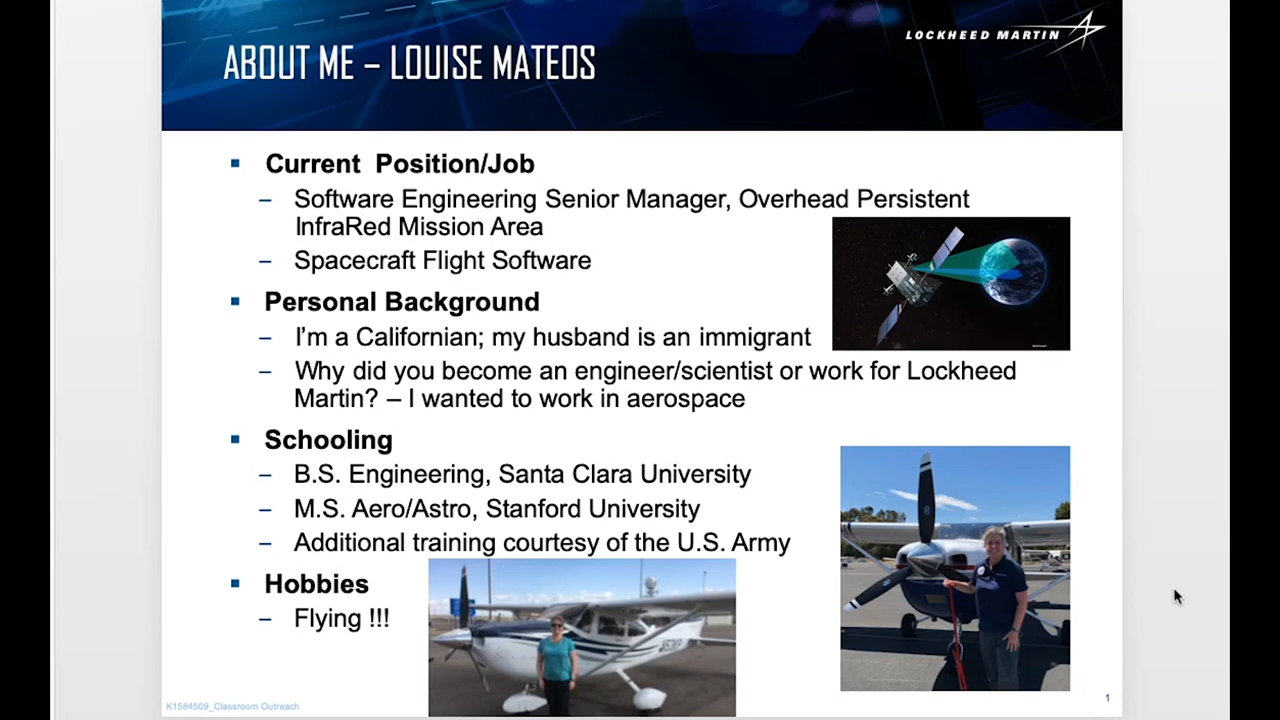 LOCKHEED MARTIN
ABOUT ME – LOUISE MATEOS
▪ Current Position/Job
– Software Engineering Senior Manager, Overhead Persistent
InfraRed Mission Area
– Spacecraft Flight Software
▪ Personal Background
– I'm a Californian; my husband is an immigrant
– Why did you become an engineer/scientist or work for Lockheed
Martin? – I wanted to work in aerospace
▪ Schooling
– B.S. Engineering, Santa Clara University
– M.S. Aero/Astro, Stanford University
– Additional training courtesy of the U.S. Army
▪ Hobbies
– Flying !!!
K1584509_Classroom Outreach
1